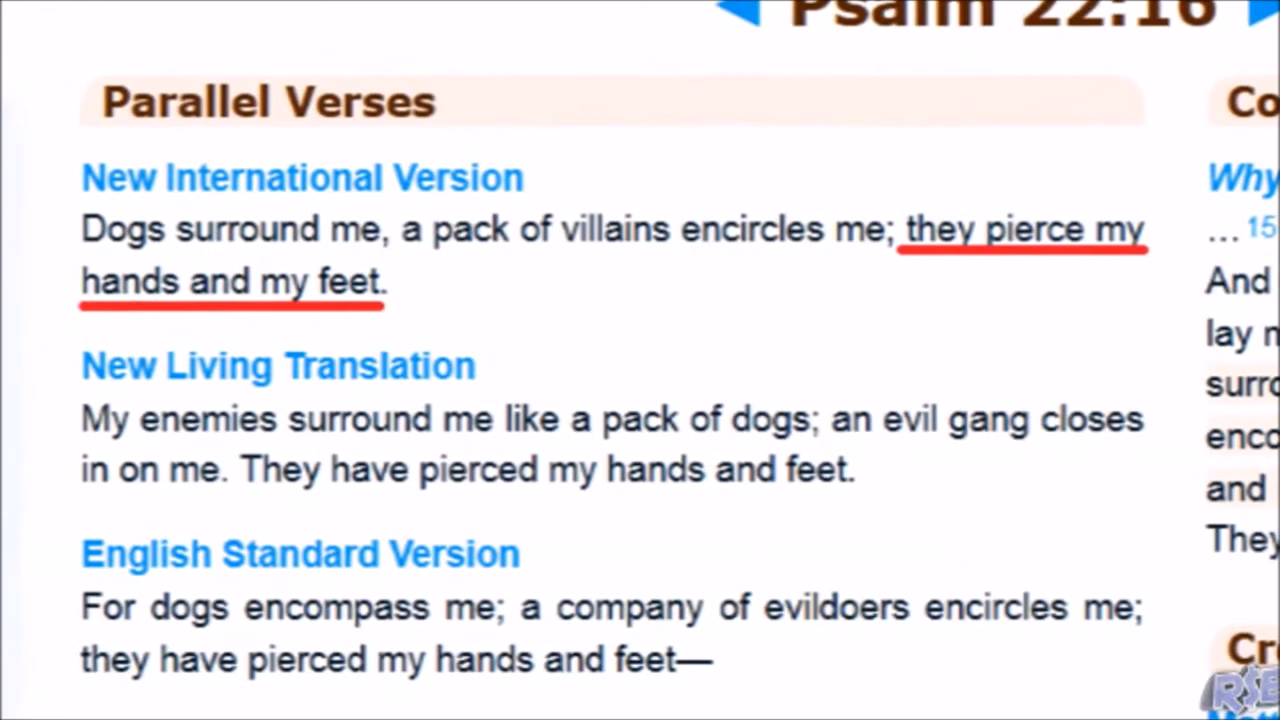 Psalm 22:16
Parallel Verses
New International Version
Dogs surround me, a pack of villains encircles me; they pierce my
hands and my feet.
New Living Translation
My enemies surround me like a pack of dogs; an evil gang closes
in on me. They have pierced my hands and feet.
English Standard Version
For dogs encompass me; a company of evildoers encircles me;
they have pierced my hands and feet—
Co
Why
... 15
And
lay
surro
enco
and
They